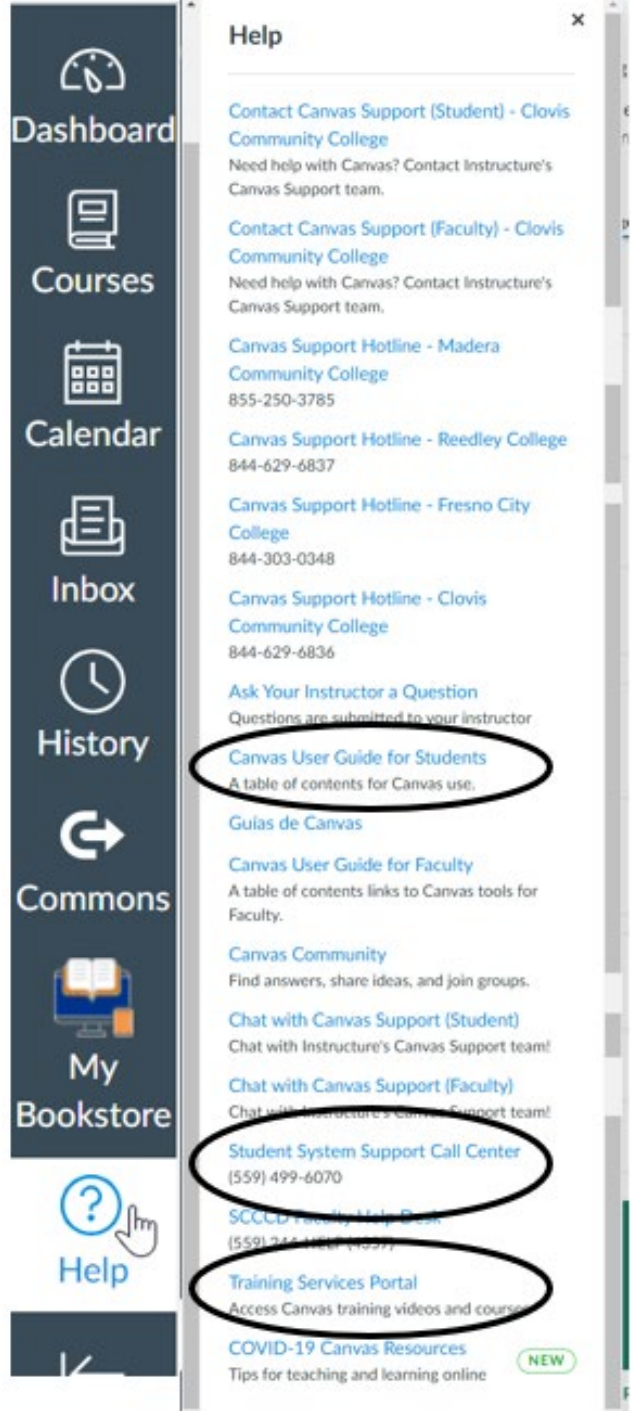 Dashboard
Courses
Calendar
Inbox
History
Commons
My
Bookstore
Help
Help
Contact Canvas Support (Student) - Clovis
Community College
Need help with Canvas? Contact Instructure's
Canvas Support team.
Contact Canvas Support (Faculty) - Clovis
Community College
Need help with Canvas? Contact Instructure's
Canvas Support team.
Canvas Support Hotline - Madera
Community College
855-250-3785
Canvas Support Hotline - Reedley College
844-629-6837
Canvas Support Hotline - Fresno City
College
844-303-0348
Canvas Support Hotline - Clovis
Community College
844-629-6836
Ask Your Instructor a Question
Questions are submitted to your instructor
Canvas User Guide for Students
A table of contents for Canvas use.
Guías de Canvas
Canvas User Guide for Faculty
A table of contents links to Canvas tools for
Faculty.
Canvas Community
Find answers, share ideas, and join groups.
Chat with Canvas Support (Student)
Chat with Instructure's Canvas Support team!
Chat with Canvas Support (Faculty)
Chat with Instructure's Canvas Support team!
Student System Support Call Center
(559) 499-6070
SCCCD Faculty Help Desk
(559) 244-HELP (4357)
Training Services Portal
Access Canvas training videos and courses
COVID-19 Canvas Resources
NEW
Tips for teaching and learning online